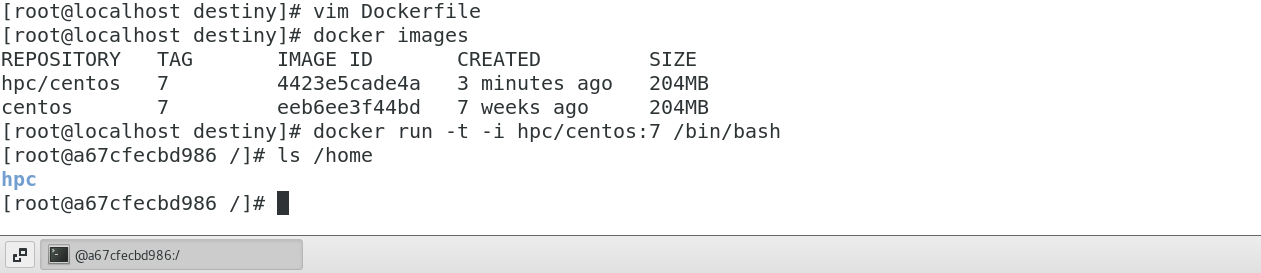 [root@localhost destiny]# vim Dockerfile
[root@localhost destiny]# docker images
REPOSITORY   TAG       IMAGE ID       CREATED         SIZE
hpc/centos   7         4423e5cade4a   3 minutes ago   204MB
centos       7         eeb6ee3f44bd   7 weeks ago     204MB
[root@localhost destiny]# docker run -t -i hpc/centos:7 /bin/bash
[root@a67cfecbd986 /]# ls /home
hpc
[root@a67cfecbd986 /]#
@a67cfecbd986:/